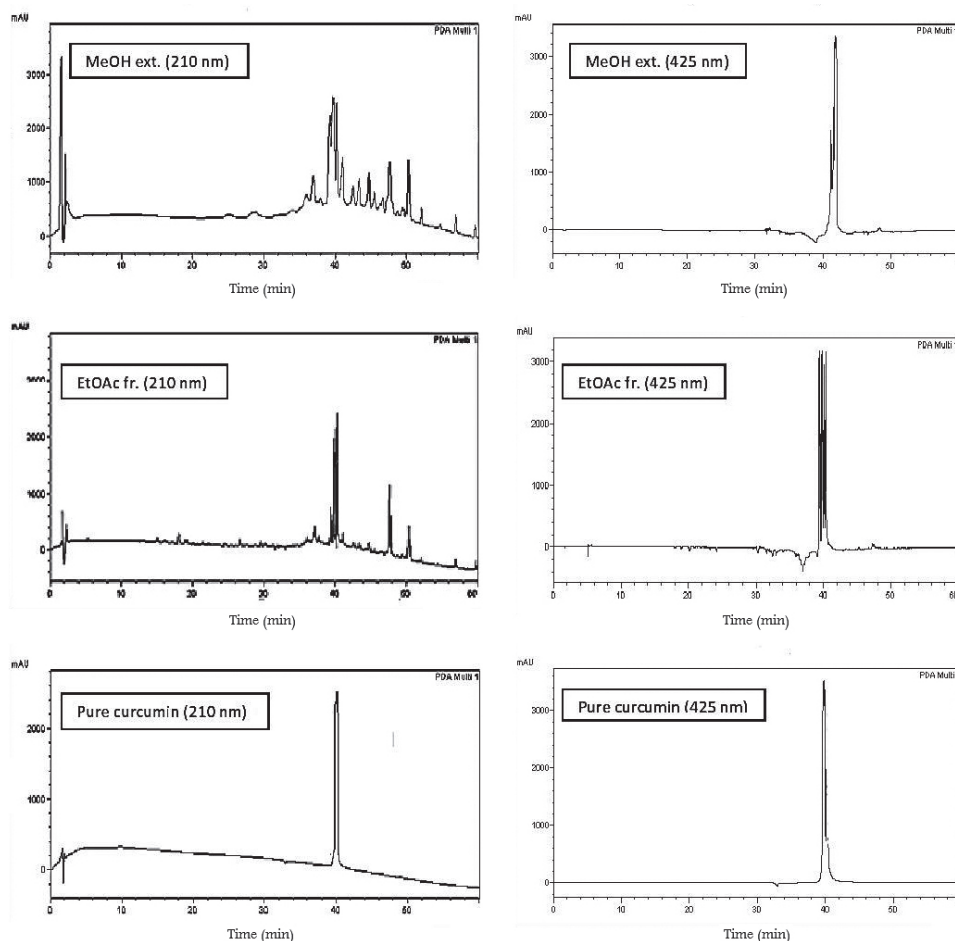 mAU
PDA Multi 1
MeOH ext. (210 nm)
3000
2000
1000
0
0 10 20 30 40 50
Time (min)
mAU
PDA Multi 1
MeOH ext. (425 nm)
3000
2000
1000
0
0 10 20 30 40 50
Time (min)
mAU
PDA Multi 1
EtOAc fr. (210 nm)
2000
1000
0
0 10 20 30 40 50 60
Time (min)
mAU
PDA Multi 1
EtOAc fr. (425 nm)
3000
2000
1000
0
0 10 20 30 40 50 60
Time (min)
mAU
PDA Multi 1
Pure curcumin (210 nm)
2000
1000
0
0 10 20 30 40 50
Time (min)
mAU
PDA Multi
Pure curcumin (425 nm)
3000
2000
1000
0
0 10 20 30 40 50
Time (min)